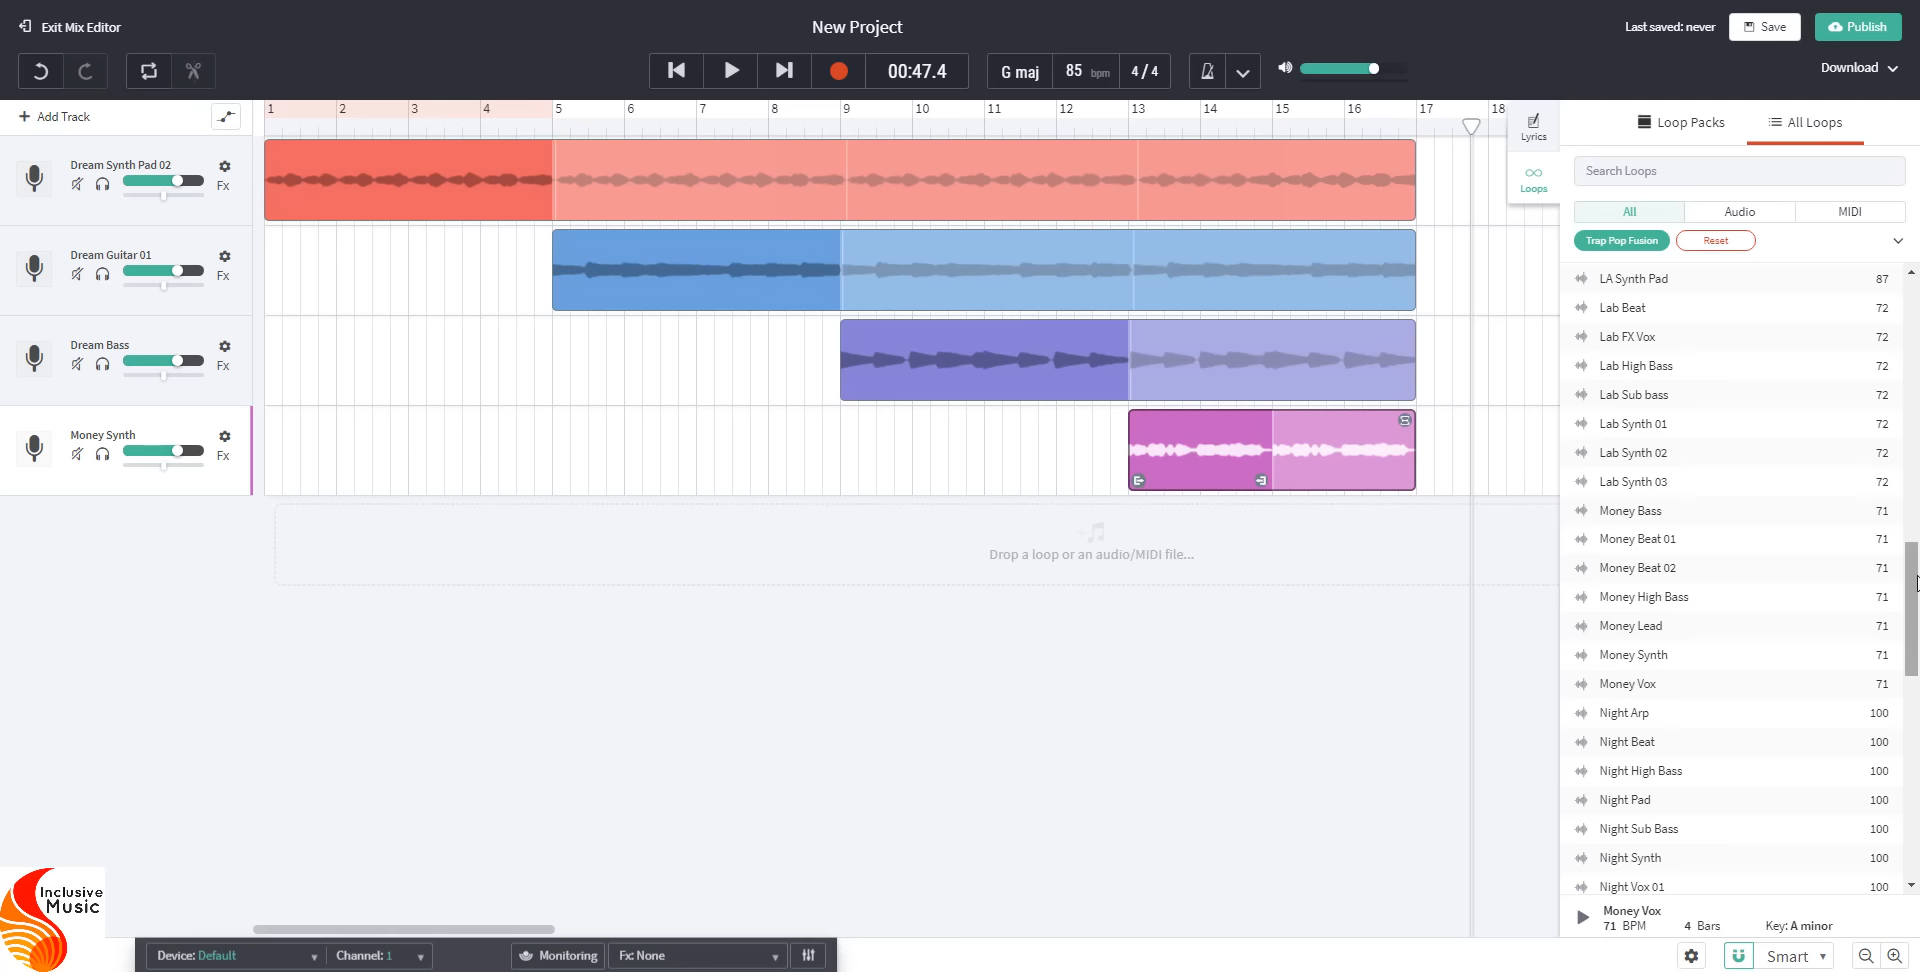 Exit Mix Editor
New Project
Last saved: never
Save
Publish
00:47.4
G maj
85 bpm
4 / 4
Download
Add Track
1 2 3 4 5 6 7 8 9 10 11 12 13 14 15 16 17 18
Lyrics
Loops
Loop Packs
All Loops
Search Loops
All
Audio
MIDI
Trap Pop Fusion
Reset
Dream Synth Pad 02
Fx
Dream Guitar 01
Fx
Dream Bass
Fx
Money Synth
Fx
Drop a loop or an audio/MIDI file...
LA Synth Pad 87
Lab Beat 72
Lab FX Vox 72
Lab High Bass 72
Lab Sub bass 72
Lab Synth 01 72
Lab Synth 02 72
Lab Synth 03 72
Money Bass 71
Money Beat 01 71
Money Beat 02 71
Money High Bass 71
Money Lead 71
Money Synth 71
Money Vox 71
Night Arp 100
Night Beat 100
Night High Bass 100
Night Pad 100
Night Sub Bass 100
Night Synth 100
Night Vox 01 100
Money Vox
71 BPM 4 Bars Key: A minor
Inclusive
Music
Device: Default
Channel: 1
Monitoring
Fx: None
Smart